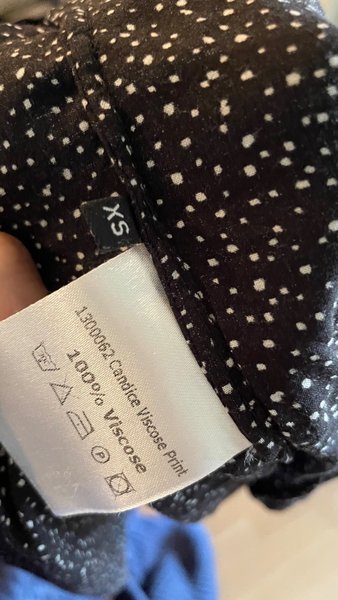 XS
1300062 Candice Viscose Print
100% Viscose
P